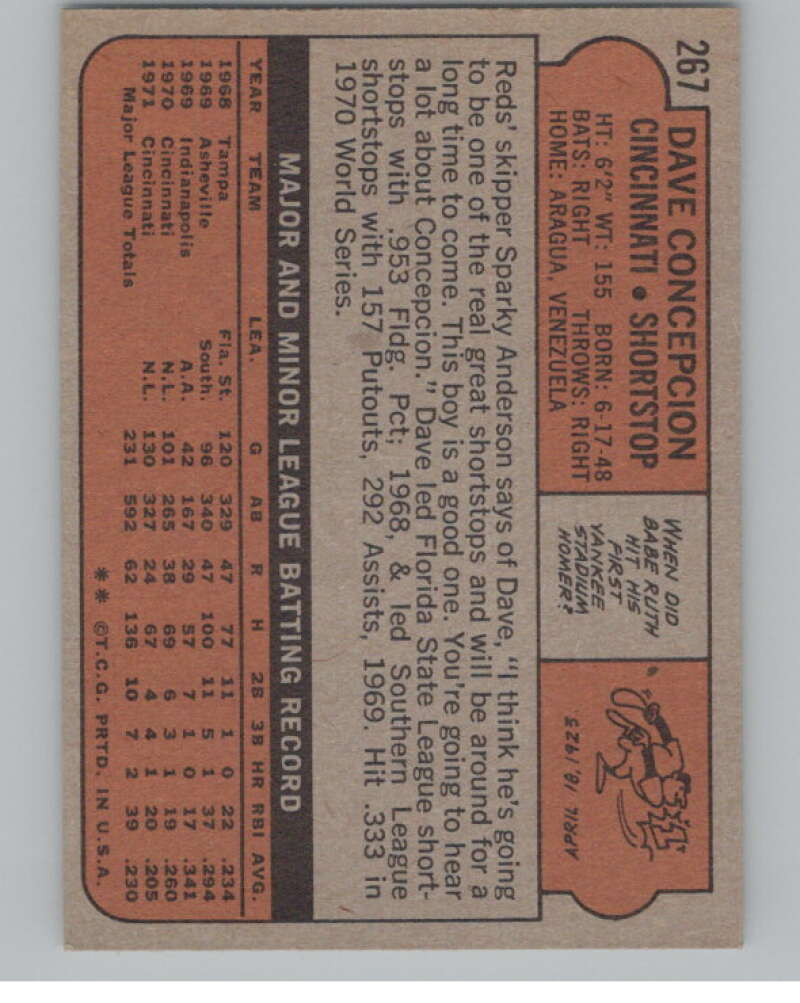 267
DAVE CONCEPCION
CINCINNATI • SHORTSTOP
HT: 6'2" WT: 155 BORN: 6-17-48
BATS: RIGHT THROWS: RIGHT
HOME: ARAGUA, VENEZUELA
WHEN DID
BABE RUTH
HIT HIS
FIRST
YANKEE
STADIUM
HOMER?
APRIL 18, 1923
Reds' skipper Sparky Anderson says of Dave, "I think he's going
to be one of the real great shortstops and will be around for a
long time to come. This boy is a good one. You're going to hear
a lot about Concepcion." Dave led Florida State League short-
stops with .953 Fldg. Pct; 1968, & led Southern League
shortstops with 157 Putouts, 292 Assists, 1969. Hit .333 in
1970 World Series.
MAJOR AND MINOR LEAGUE BATTING RECORD
YEAR TEAM LEA. G AB R H 2B 3B HR RBI AVG.
1968 Tampa Fla. St. 120 329 47 77 11 1 0 22 .234
1969 Asheville South. 96 340 47 100 11 5 1 37 .294
1969 Indianapolis A.A. 42 167 29 57 7 1 0 17 .341
1970 Cincinnati N.L. 101 265 38 69 6 3 1 19 .260
1971 Cincinnati N.L. 130 327 24 67 4 4 1 20 .205
Major League Totals 231 592 62 136 10 7 2 39 .230
** ©T.C.G. PRTD. IN U.S.A.